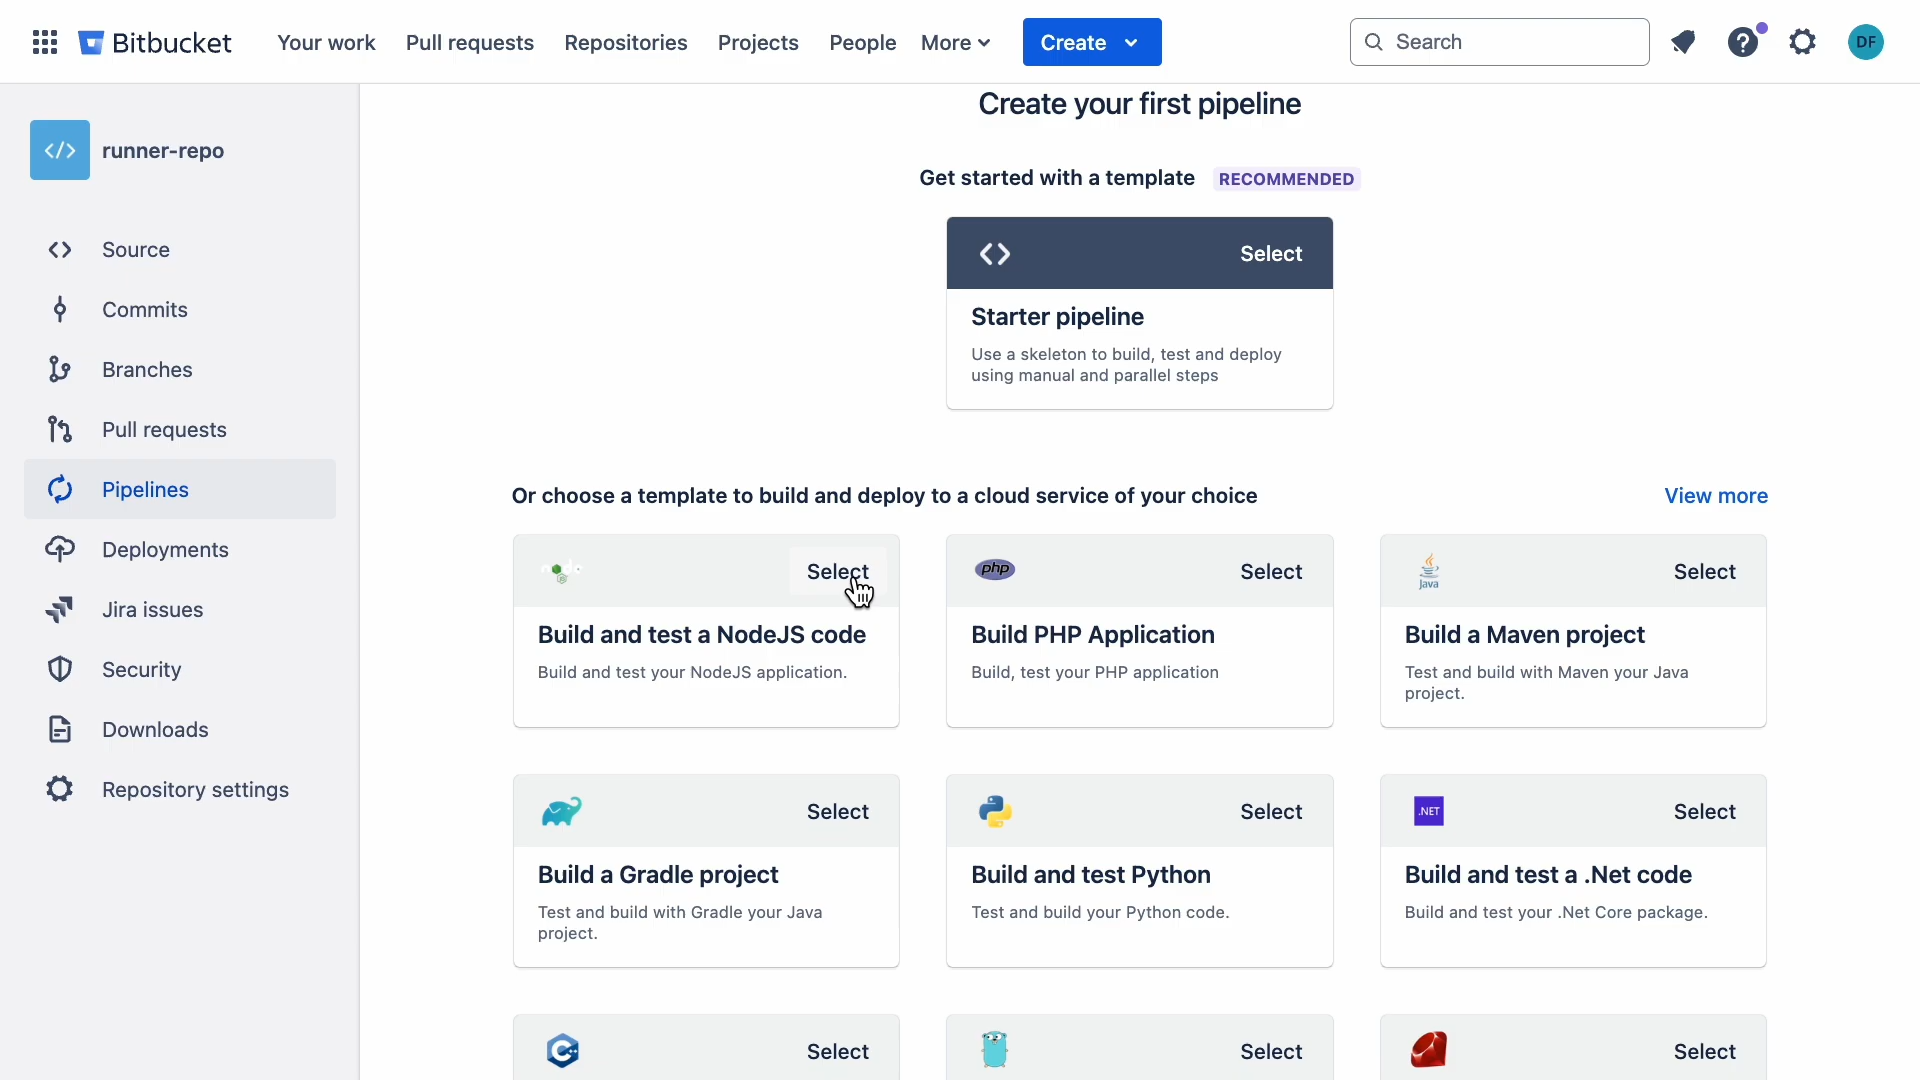 Bitbucket
Your work
Pull requests
Repositories
Projects
People
More
Create
Search
DF
runner-repo
Source
Commits
Branches
Pull requests
Pipelines
Deployments
Jira issues
Security
Downloads
Repository settings
Create your first pipeline
Get started with a template RECOMMENDED
Select
Starter pipeline
Use a skeleton to build, test and deploy
using manual and parallel steps
Or choose a template to build and deploy to a cloud service of your choice
View more
Select
Build and test a NodeJS code
Build and test your NodeJS application.
php
Select
Build PHP Application
Build, test your PHP application
Java
Select
Build a Maven project
Test and build with Maven your Java
project.
Select
Build a Gradle project
Test and build with Gradle your Java
project.
Select
Build and test Python
Test and build your Python code.
.NET
Select
Build and test a .Net code
Build and test your .Net Core package.
C++
Select
Select
Select